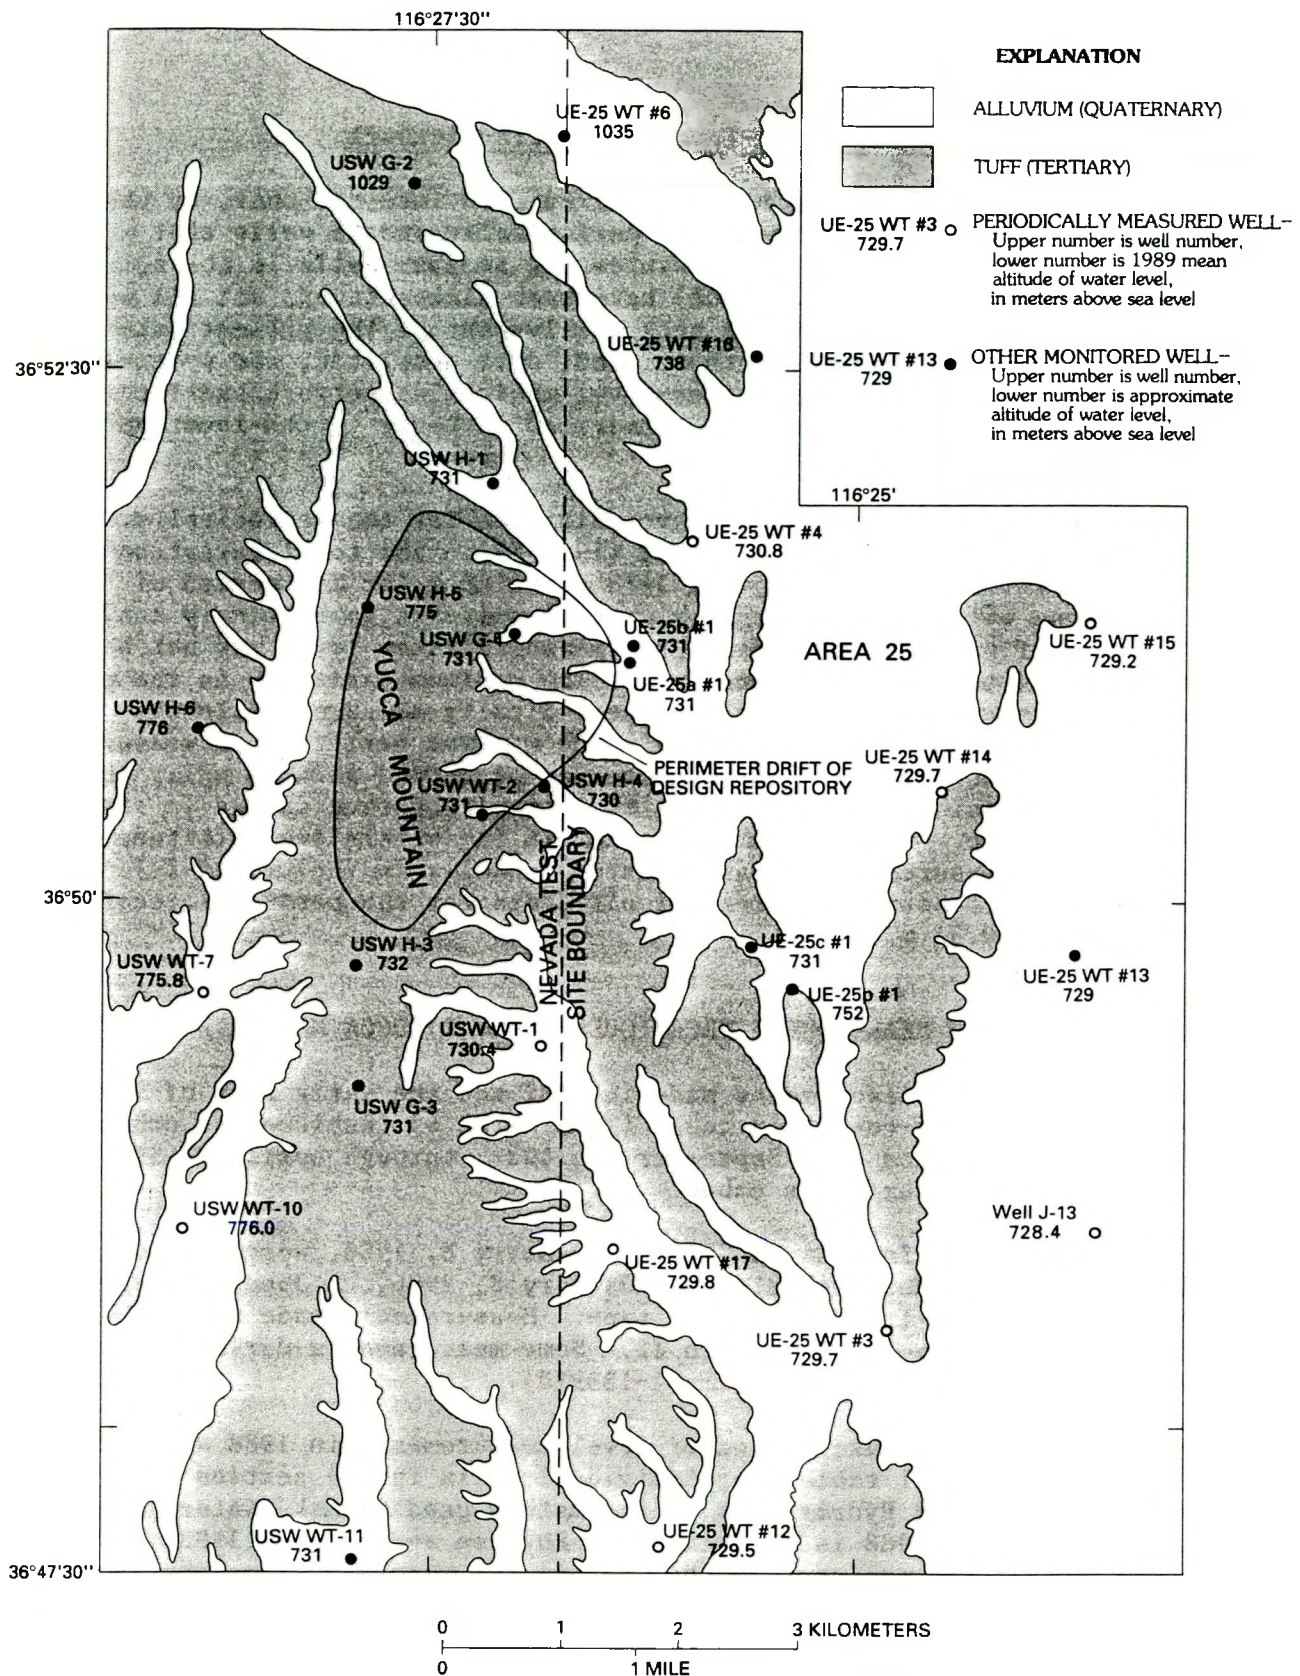 116°27'30"
EXPLANATION
ALLUVIUM (QUATERNARY)
TUFF (TERTIARY)
UE-25 WT #3
729.7
PERIODICALLY MEASURED WELL–
Upper number is well number,
lower number is 1989 mean
altitude of water level,
in meters above sea level
UE-25 WT #13
729
OTHER MONITORED WELL–
Upper number is well number,
lower number is approximate
altitude of water level,
in meters above sea level
UE-25 WT #6
1035
USW G-2
1029
36°52'30"
UE-25 WT #16
738
USW H-1
731
116°25'
UE-25 WT #4
730.8
USW H-5
775
USW G-4
731
UE-25b #1
731
UE-25a #1
731
AREA 25
UE-25 WT #15
729.2
YUCCA MOUNTAIN
USW H-6
776
PERIMETER DRIFT OF
DESIGN REPOSITORY
UE-25 WT #14
729.7
USW WT-2
731
USW H-4
730
NEVADA TEST
SITE BOUNDARY
36°50'
USW H-3
732
USW WT-7
775.8
UE-25c #1
731
UE-25p #1
752
UE-25 WT #13
729
USW WT-1
730.4
USW G-3
731
USW WT-10
776.0
Well J-13
728.4
UE-25 WT #17
729.8
UE-25 WT #3
729.7
USW WT-11
731
UE-25 WT #12
729.5
36°47'30"
0 1 2 3 KILOMETERS
0 1 MILE